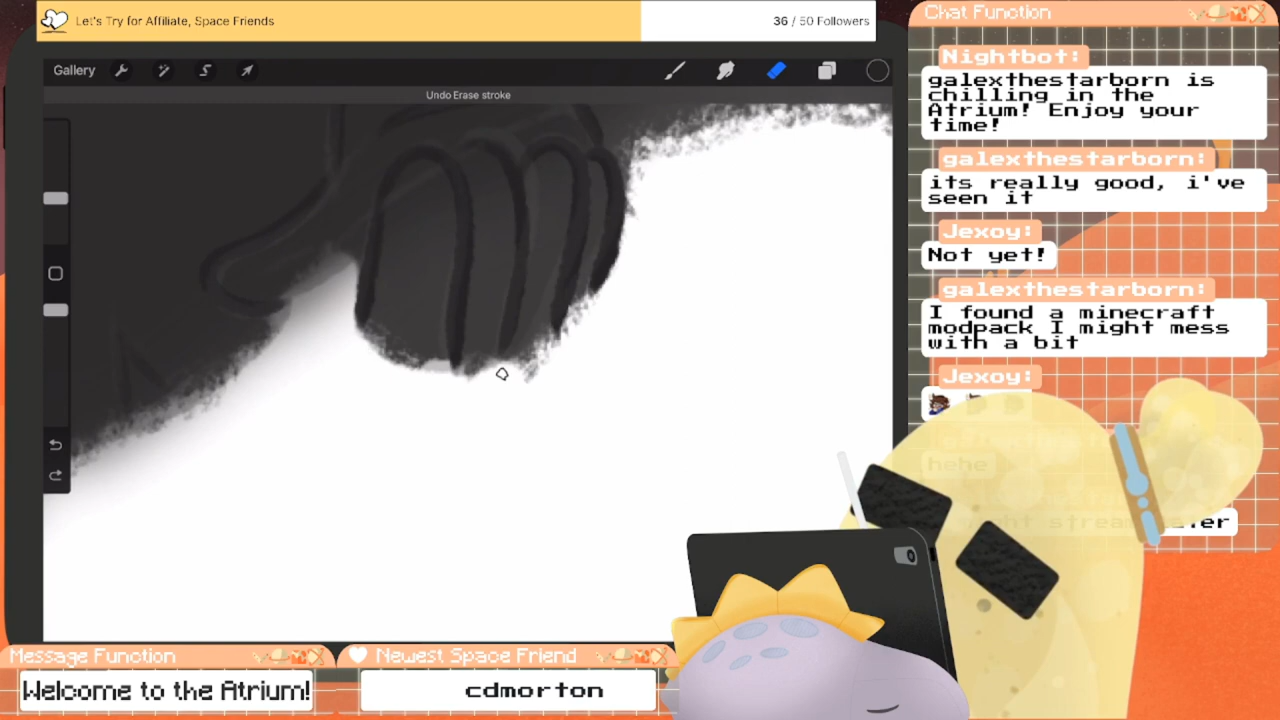 Let's Try for Affiliate, Space Friends
36 / 50 Followers
Gallery
Undo Erase stroke
Chat Function
Nightbot:
galexthestarborn is
chilling in the
Atrium! Enjoy your
time!
galexthestarborn:
its really good, i've
seen it
Jexoy:
Not yet!
galexthestarborn:
I found a minecraft
modpack I might mess
with a bit
Jexoy:
hehe
Message Function
Newest Space Friend
Welcome to the Atrium!
cdmorton